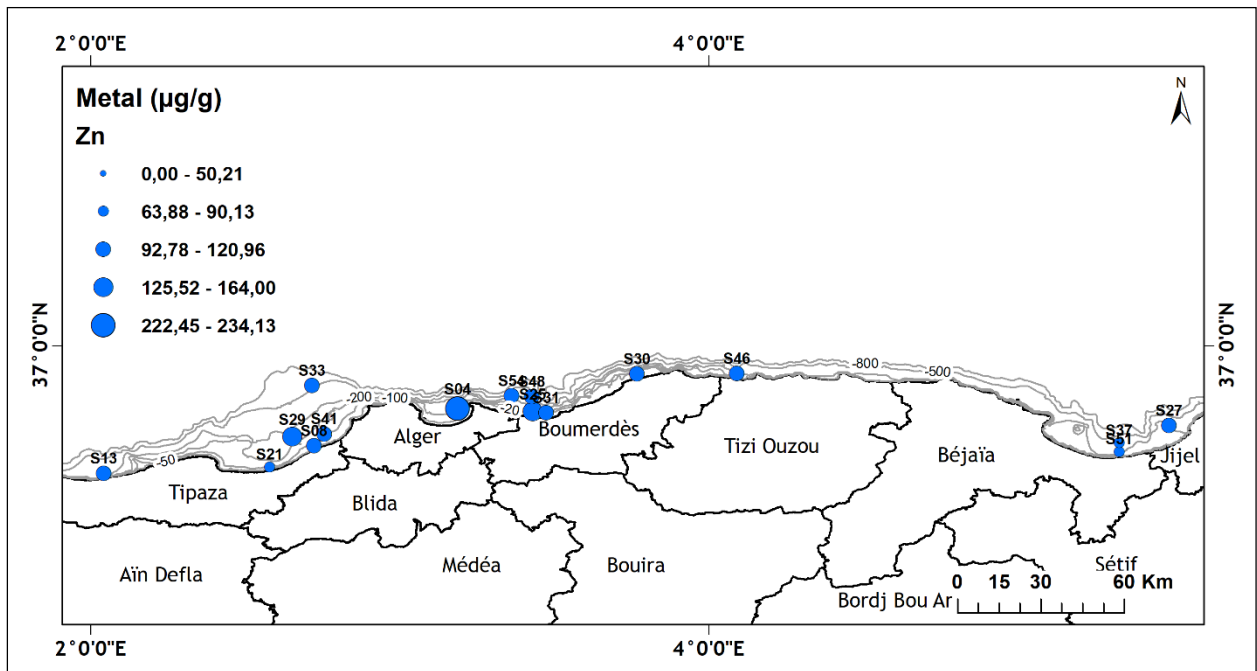 2°0'0"E 4°0'0"E
N
Metal (µg/g)
Zn
0,00 - 50,21
63,88 - 90,13
92,78 - 120,96
125,52 - 164,00
222,45 - 234,13
37°0'0"N 37°0'0"N
S30 S46
-800
-500
S33
S54 S48
-200 -100
S04
S25
S31
-20
S29 S41
S08
S27
S37
S51
-50
S13
S21
Alger
Boumerdès
Tizi Ouzou
Béjaïa
Jijel
Tipaza
Blida
Aïn Defla
Médéa
Bouira
Sétif
0 15 30 60 Km
Bordj Bou Ar
2°0'0"E 4°0'0"E